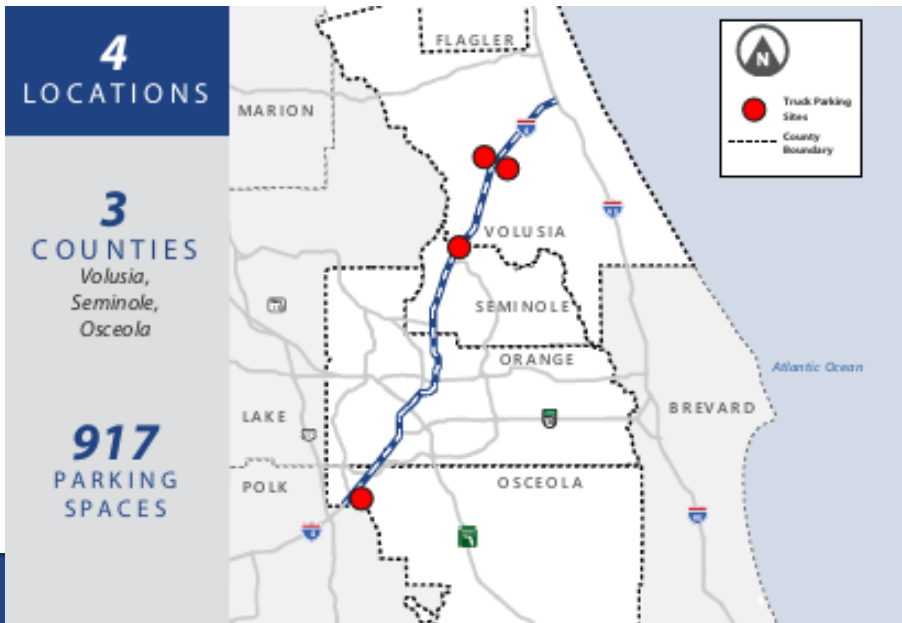 4
LOCATIONS
3
COUNTIES
Volusia,
Seminole,
Osceola
917
PARKING
SPACES
FLAGLER
MARION
VOLUSIA
SEMINOLE
ORANGE
LAKE
BREVARD
POLK
OSCEOLA
Atlantic Ocean
N
Truck Parking
Sites
County
Boundary